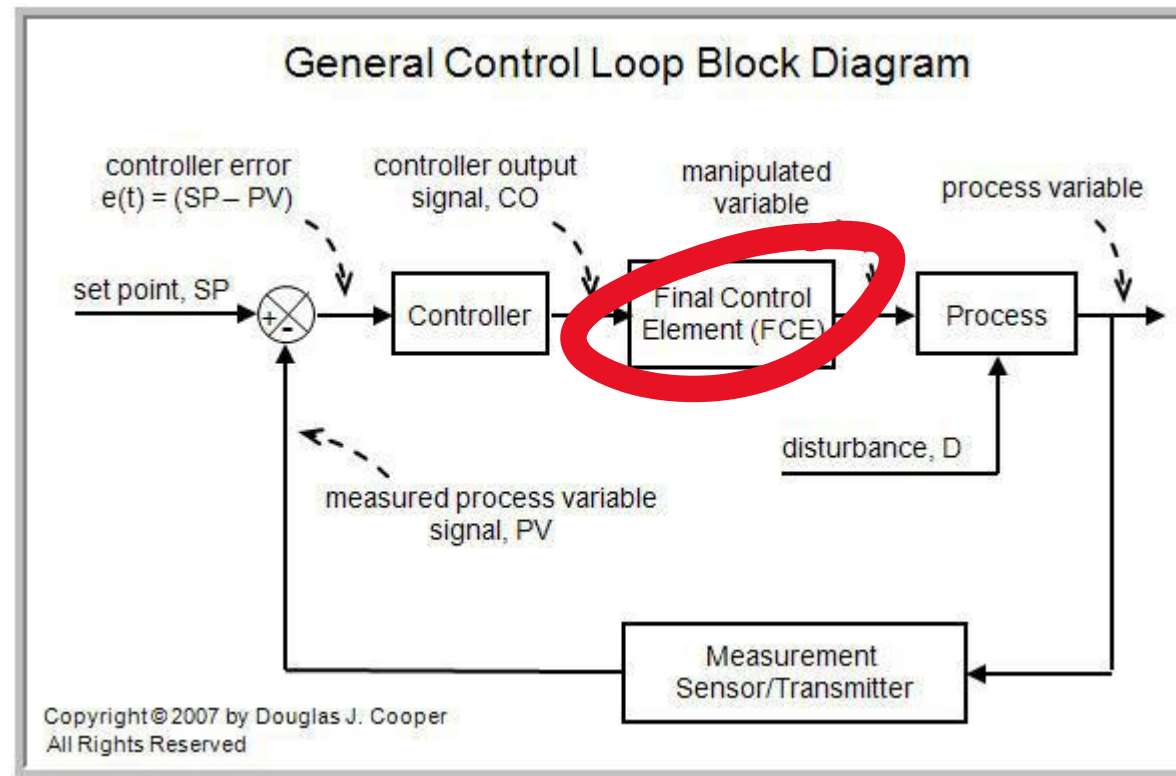 General Control Loop Block Diagram
controller error
e(t) = (SP – PV)
controller output
signal, CO
manipulated
variable
process variable
set point, SP
+
-
Controller
Final Control
Element (FCE)
Process
disturbance, D
measured process variable
signal, PV
Measurement
Sensor/Transmitter
Copyright © 2007 by Douglas J. Cooper
All Rights Reserved